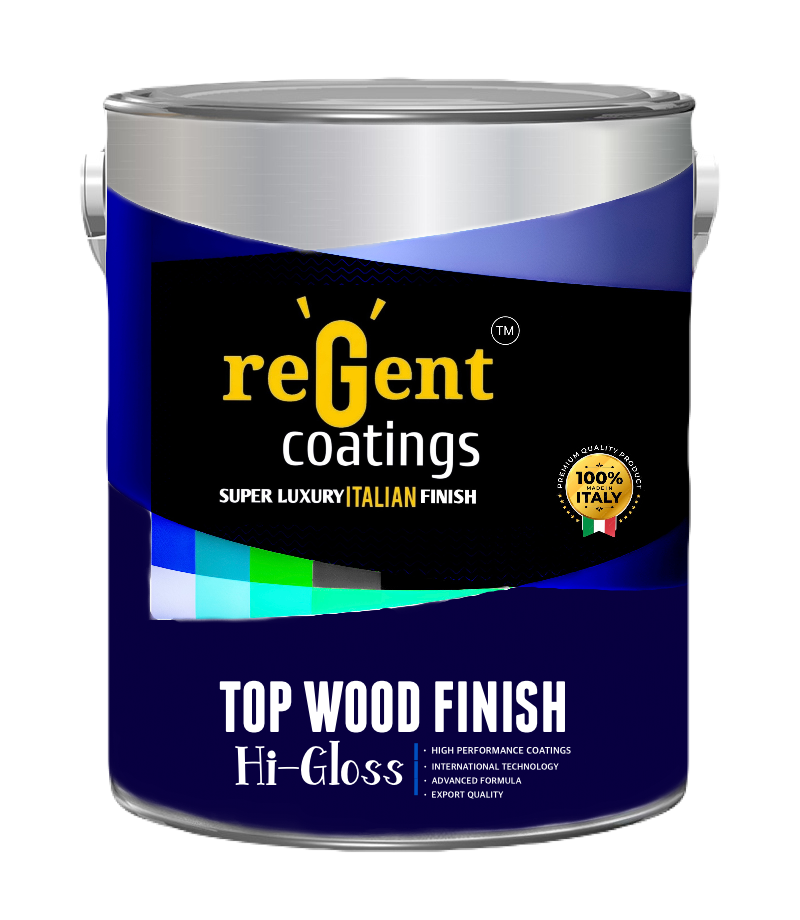 TM
reGent
coatings
SUPER LUXURY ITALIAN FINISH
PREMIUM QUALITY PRODUCT
100%
MADE IN
ITALY
TOP WOOD FINISH
Hi-Gloss
· HIGH PERFORMANCE COATINGS
· INTERNATIONAL TECHNOLOGY
· ADVANCED FORMULA
· EXPORT QUALITY